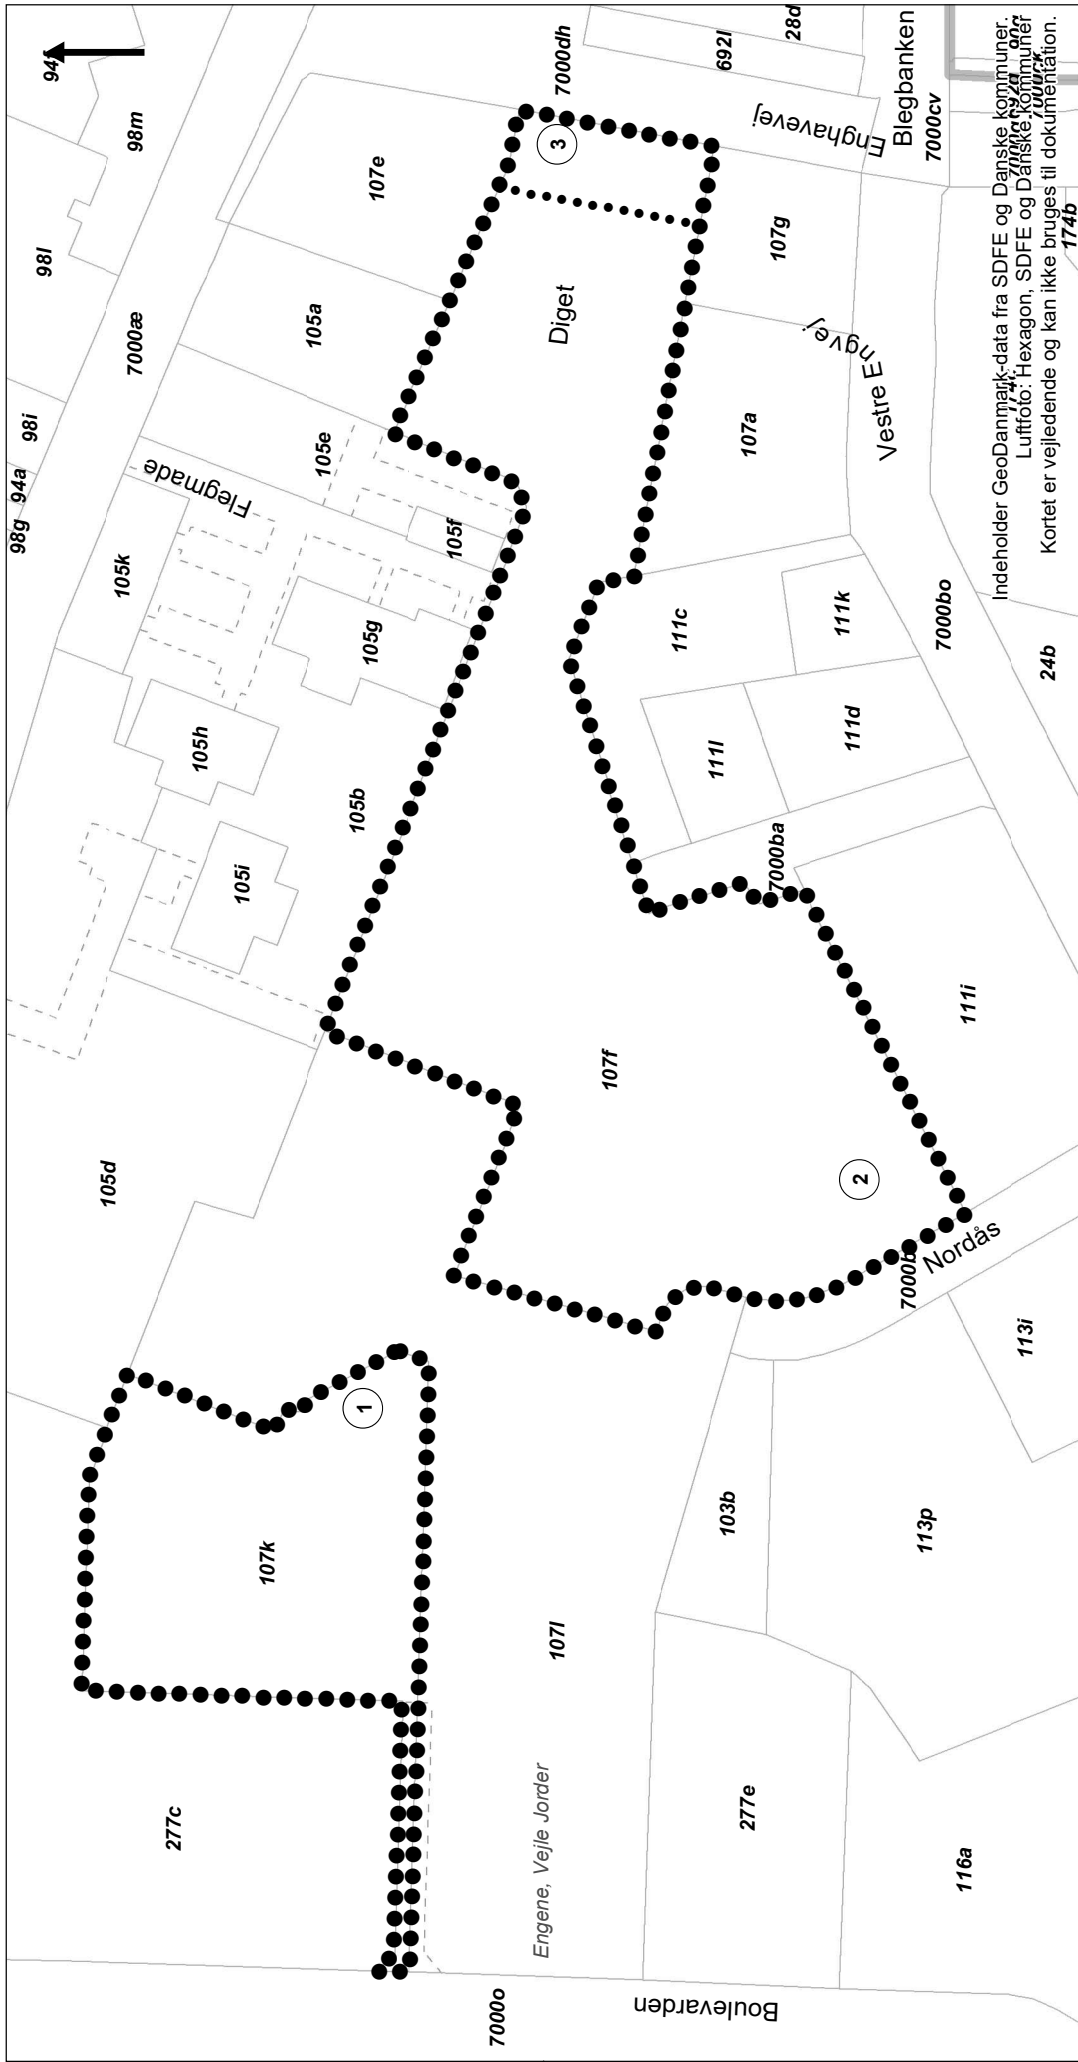 94f
98m
98l
7000æ
98i
94a
98g
107e
7000dh
692l
28d
Blegbanken
7000cv
Enghavevej
3
105a
Diget
107g
174b
105e
Flegmade
105k
105f
105g
105h
105b
105i
107a
Vestre Engvej
111c
111k
7000bo
24b
111l
111d
7000ba
111i
107f
105d
2
7000b
Nordås
113i
1
107k
103b
113p
107l
277c
Engene, Vejle Jorder
277e
116a
7000o
Boulevarden
Indeholder GeoDanmark-data fra SDFE og Danske kommuner.
Luftfoto: Hexagon, SDFE og Danske kommuner
Kortet er vejledende og kan ikke bruges til dokumentation.